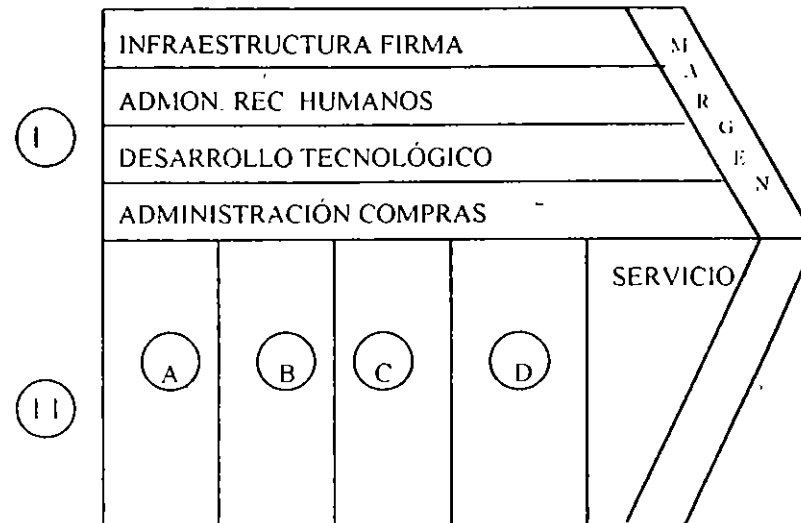 INFRAESTRUCTURA FIRMA
ADMON. REC HUMANOS
DESARROLLO TECNOLÓGICO
ADMINISTRACIÓN COMPRAS
MARGEN
I
SERVICIO
A B C D
II